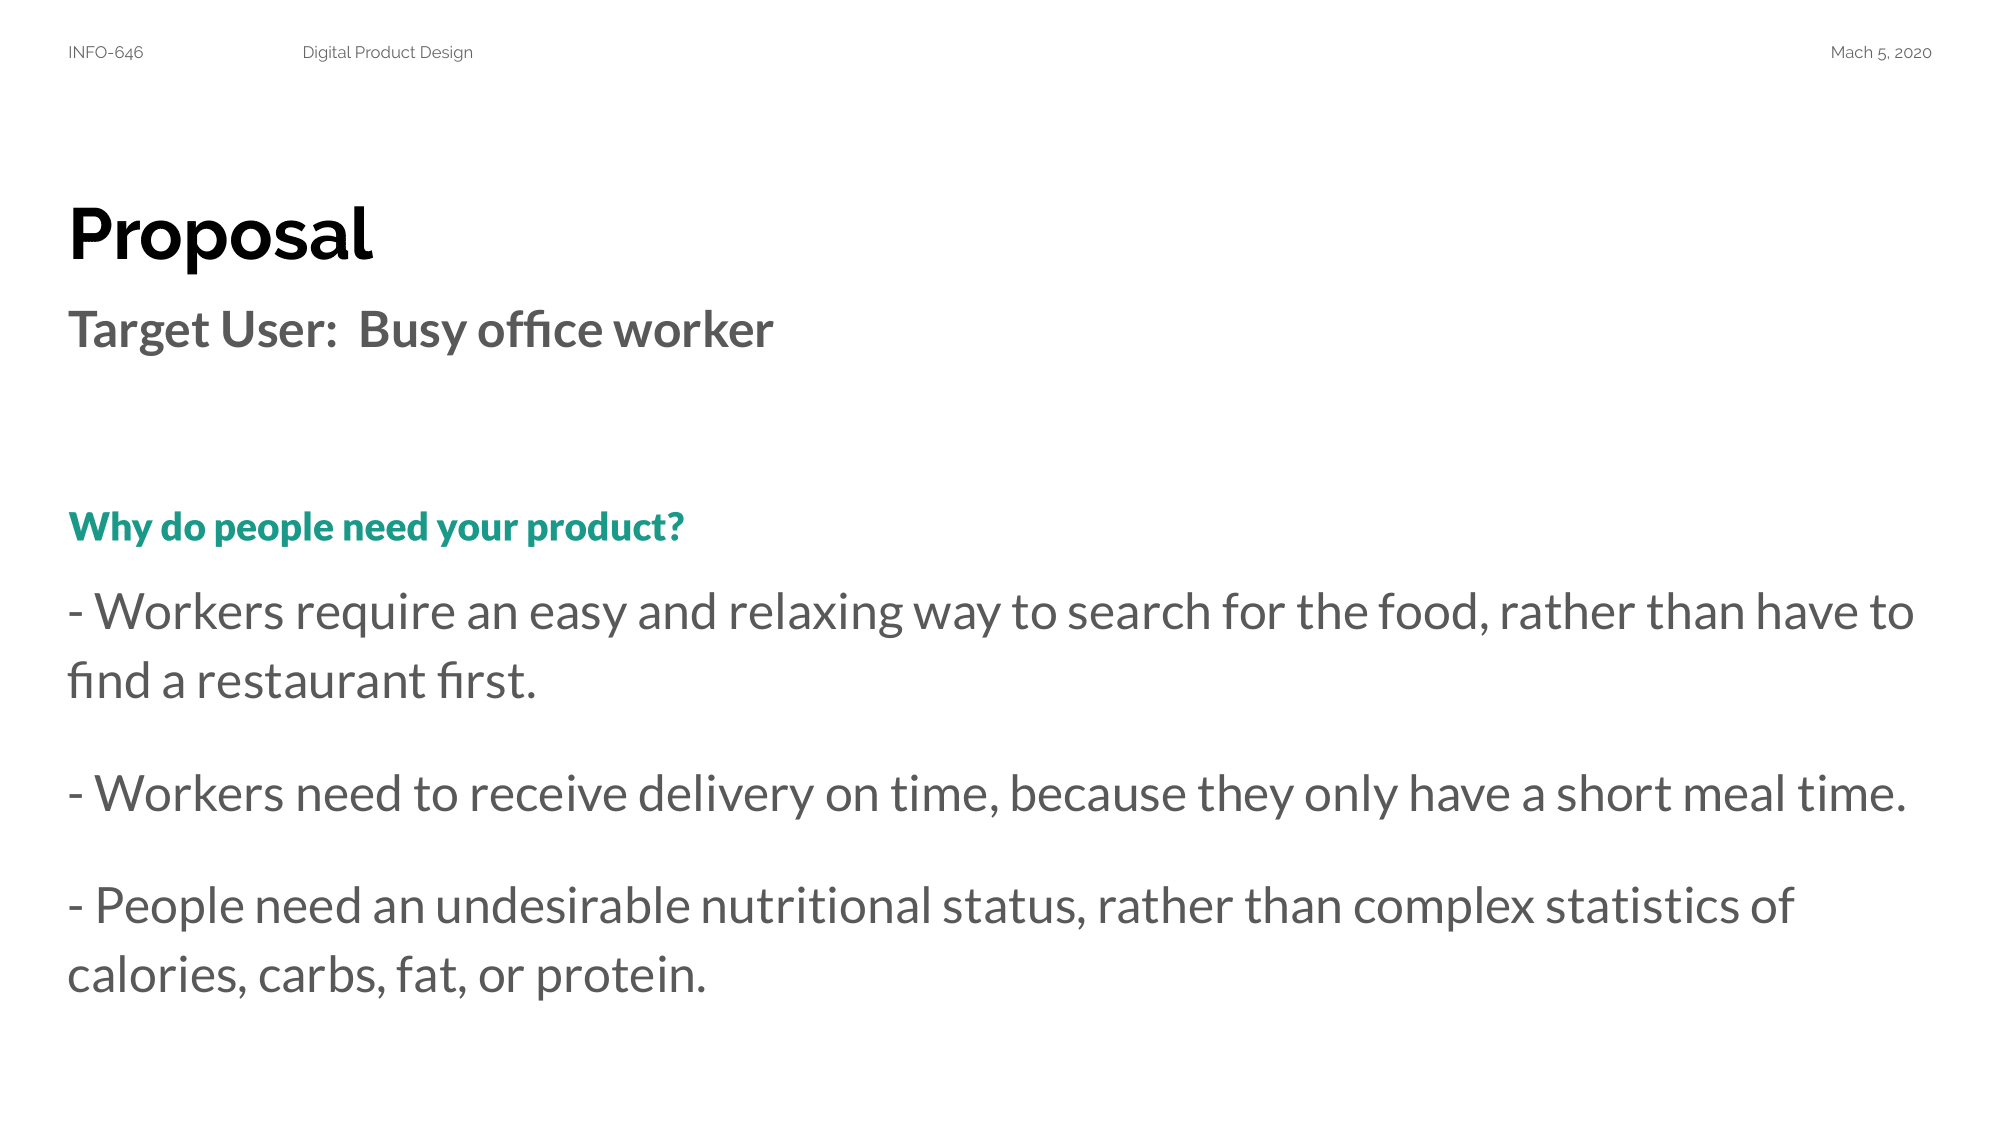 INFO-646 Digital Product Design Mach 5, 2020
Proposal
Target User: Busy office worker
Why do people need your product?
- Workers require an easy and relaxing way to search for the food, rather than have to
find a restaurant first.
- Workers need to receive delivery on time, because they only have a short meal time.
- People need an undesirable nutritional status, rather than complex statistics of
calories, carbs, fat, or protein.